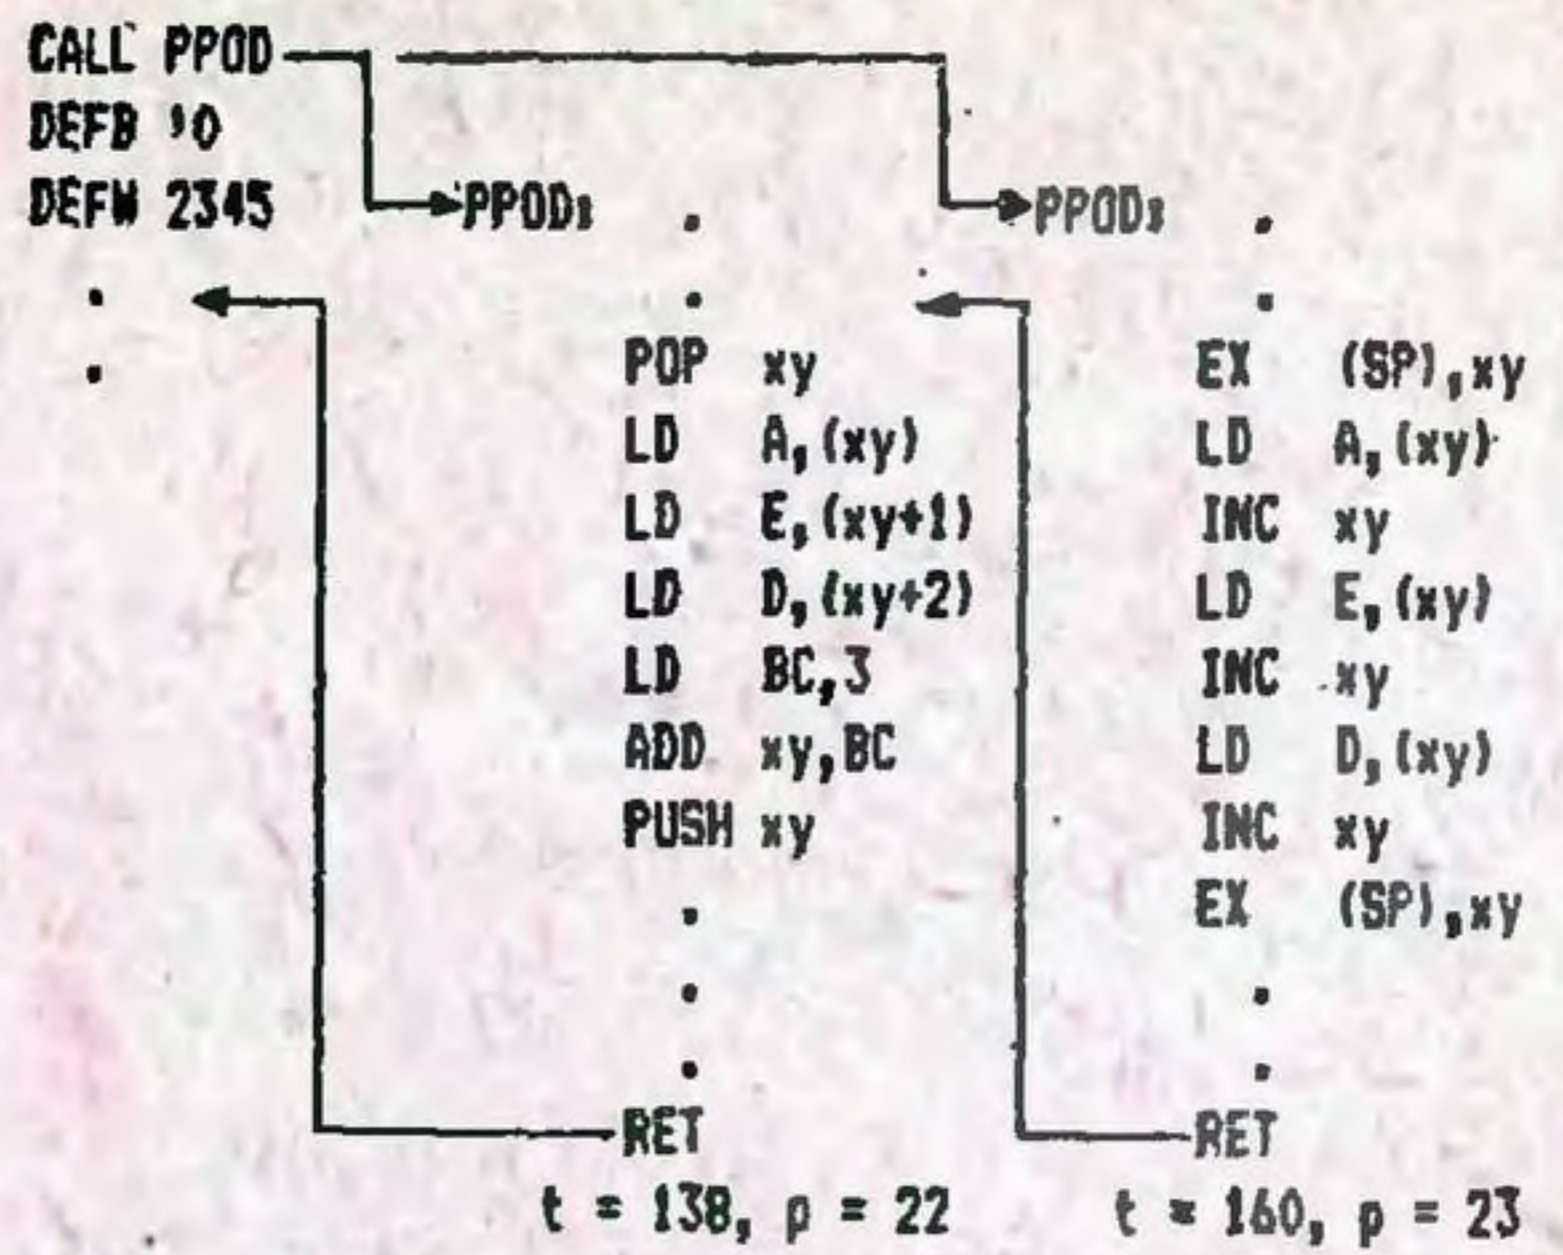 CALL PPOD
DEFB '0
DEFW 2345
.
.
PPOD:
.
.
POP xy
LD A,(xy)
LD E,(xy+1)
LD D,(xy+2)
LD BC,3
ADD xy,BC
PUSH xy
.
.
.
RET
t = 138, p = 22
PPOD:
.
.
EX (SP),xy
LD A,(xy)
INC xy
LD E,(xy)
INC xy
LD D,(xy)
INC xy
EX (SP),xy
.
.
RET
t = 160, p = 23